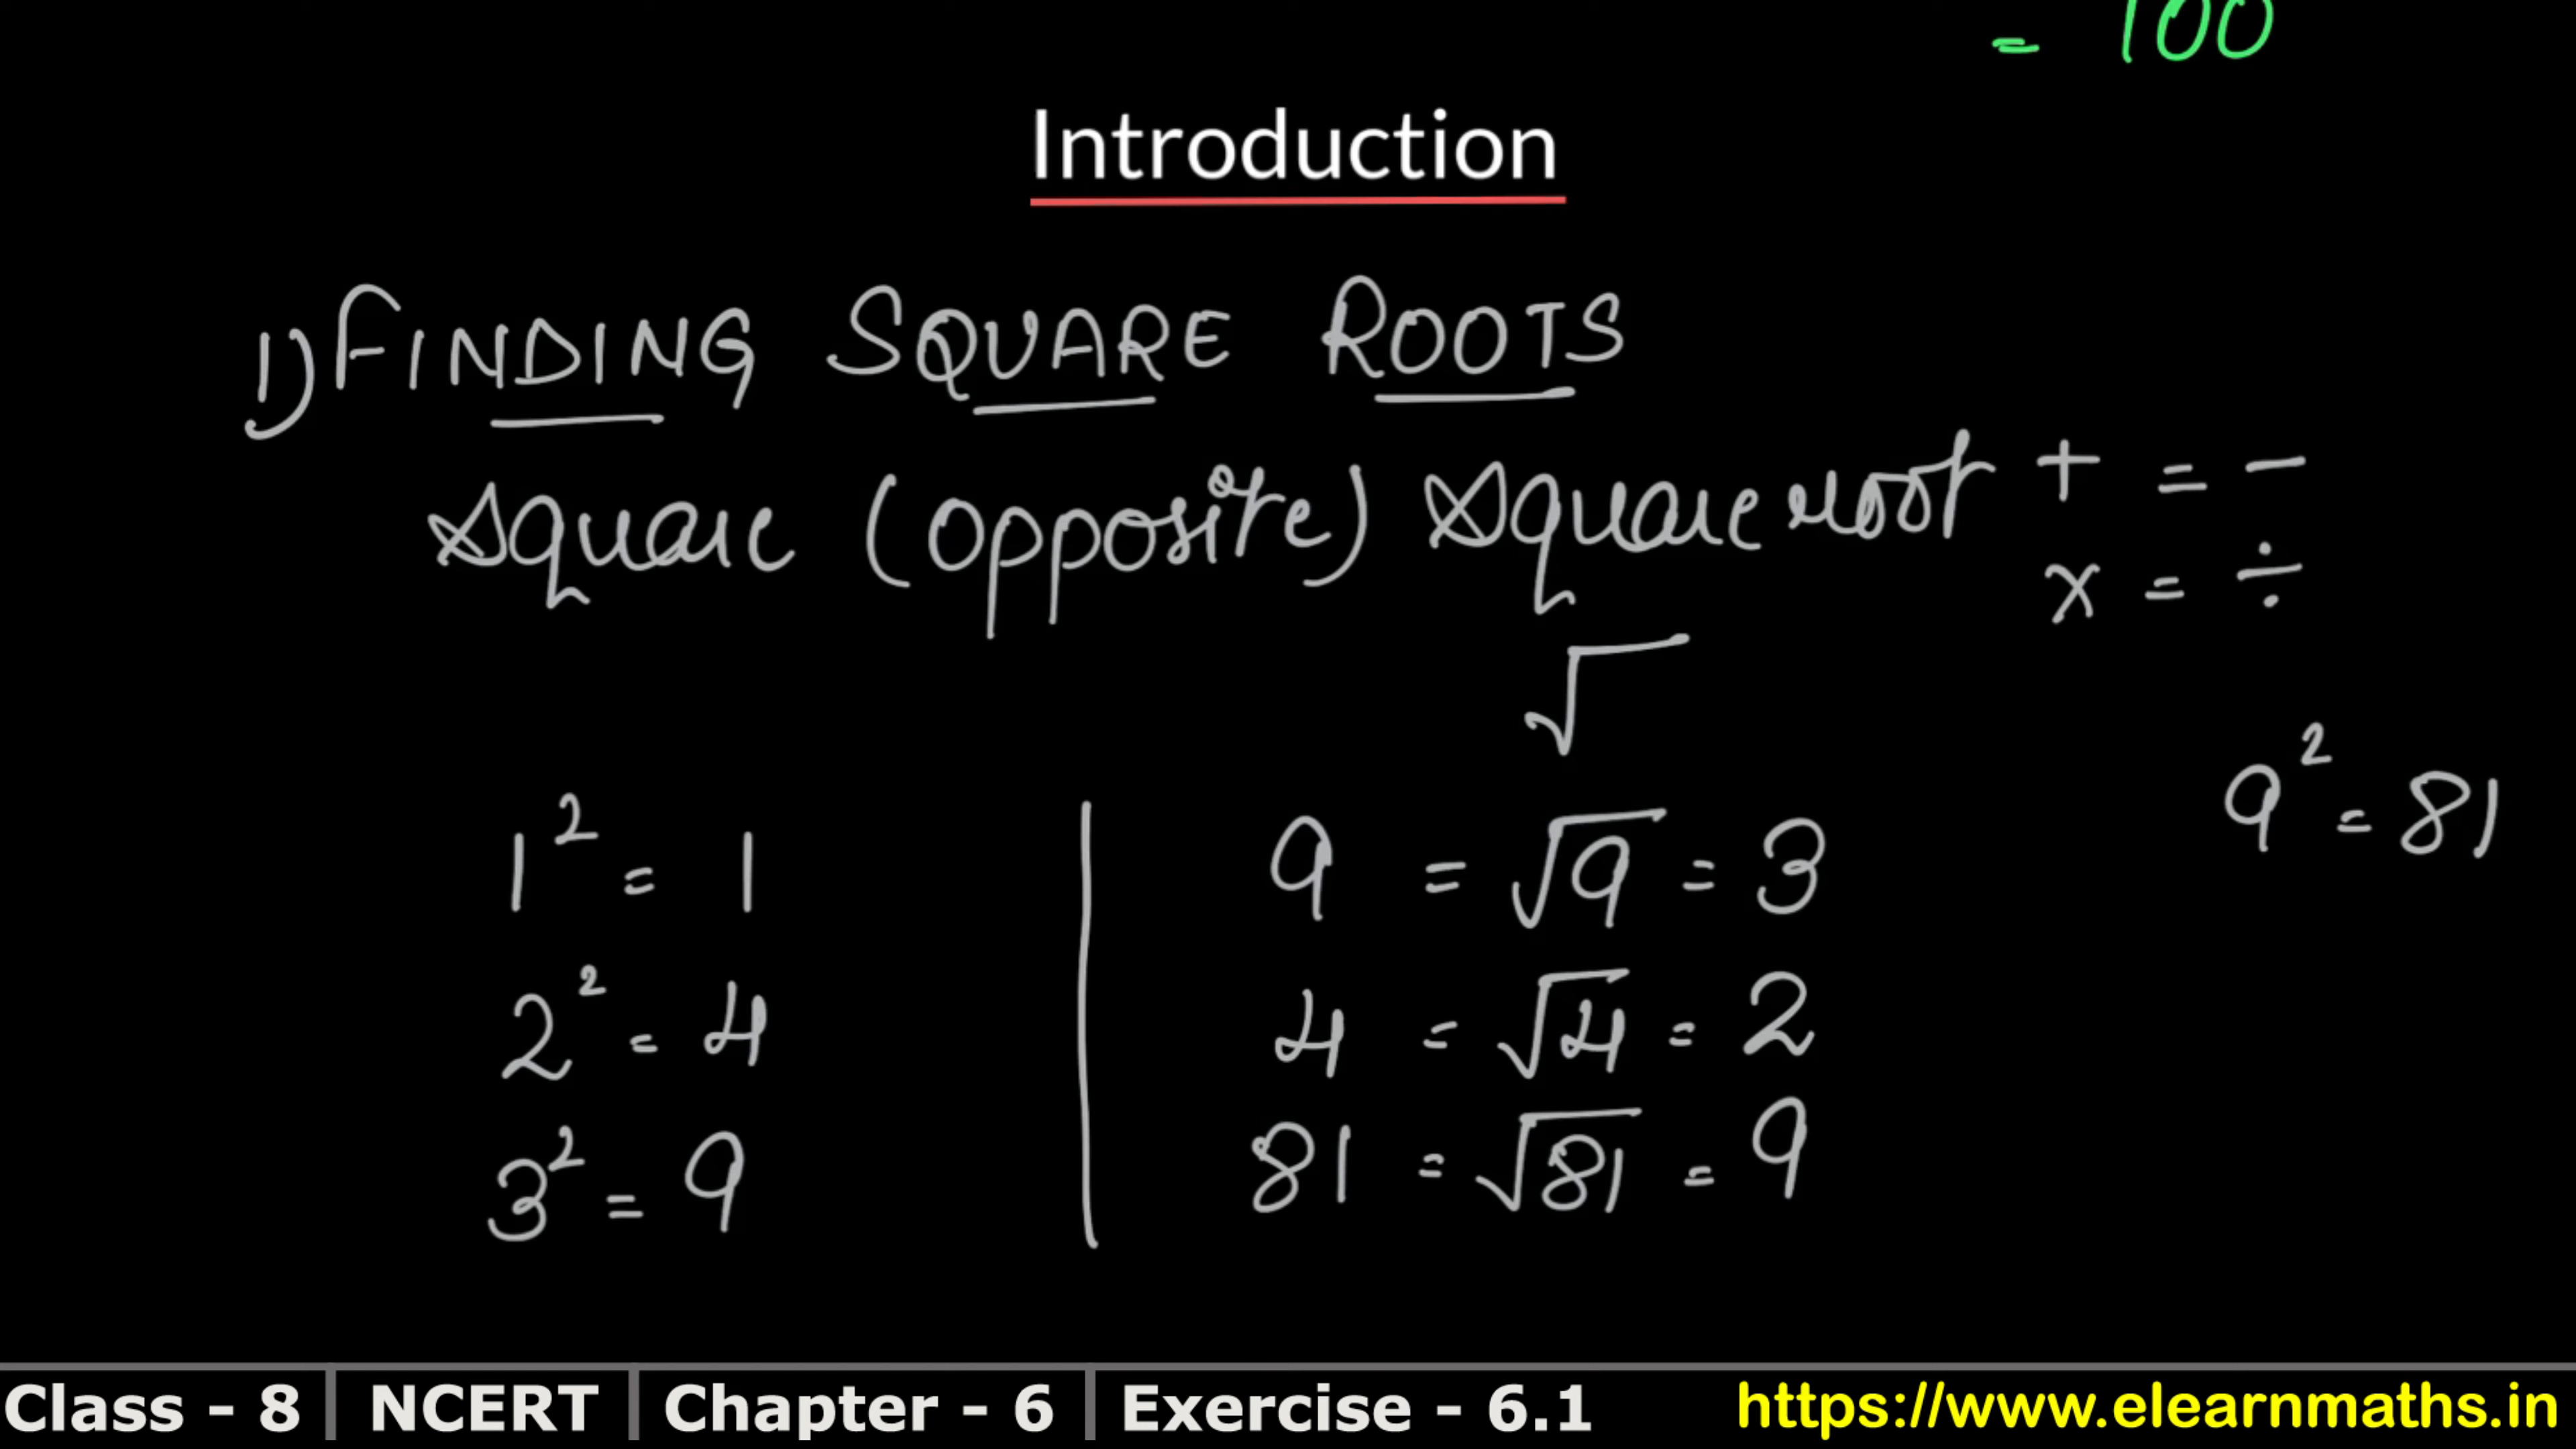 = 100
Introduction
1) FINDING SQUARE ROOTS
Square (opposite) Square root + = -
x = ÷
√
9² = 81
1² = 1
2² = 4
3² = 9
9 = √9 = 3
4 = √4 = 2
81 = √81 = 9
Class - 8 | NCERT | Chapter - 6 | Exercise - 6.1 https://www.elearnmaths.in